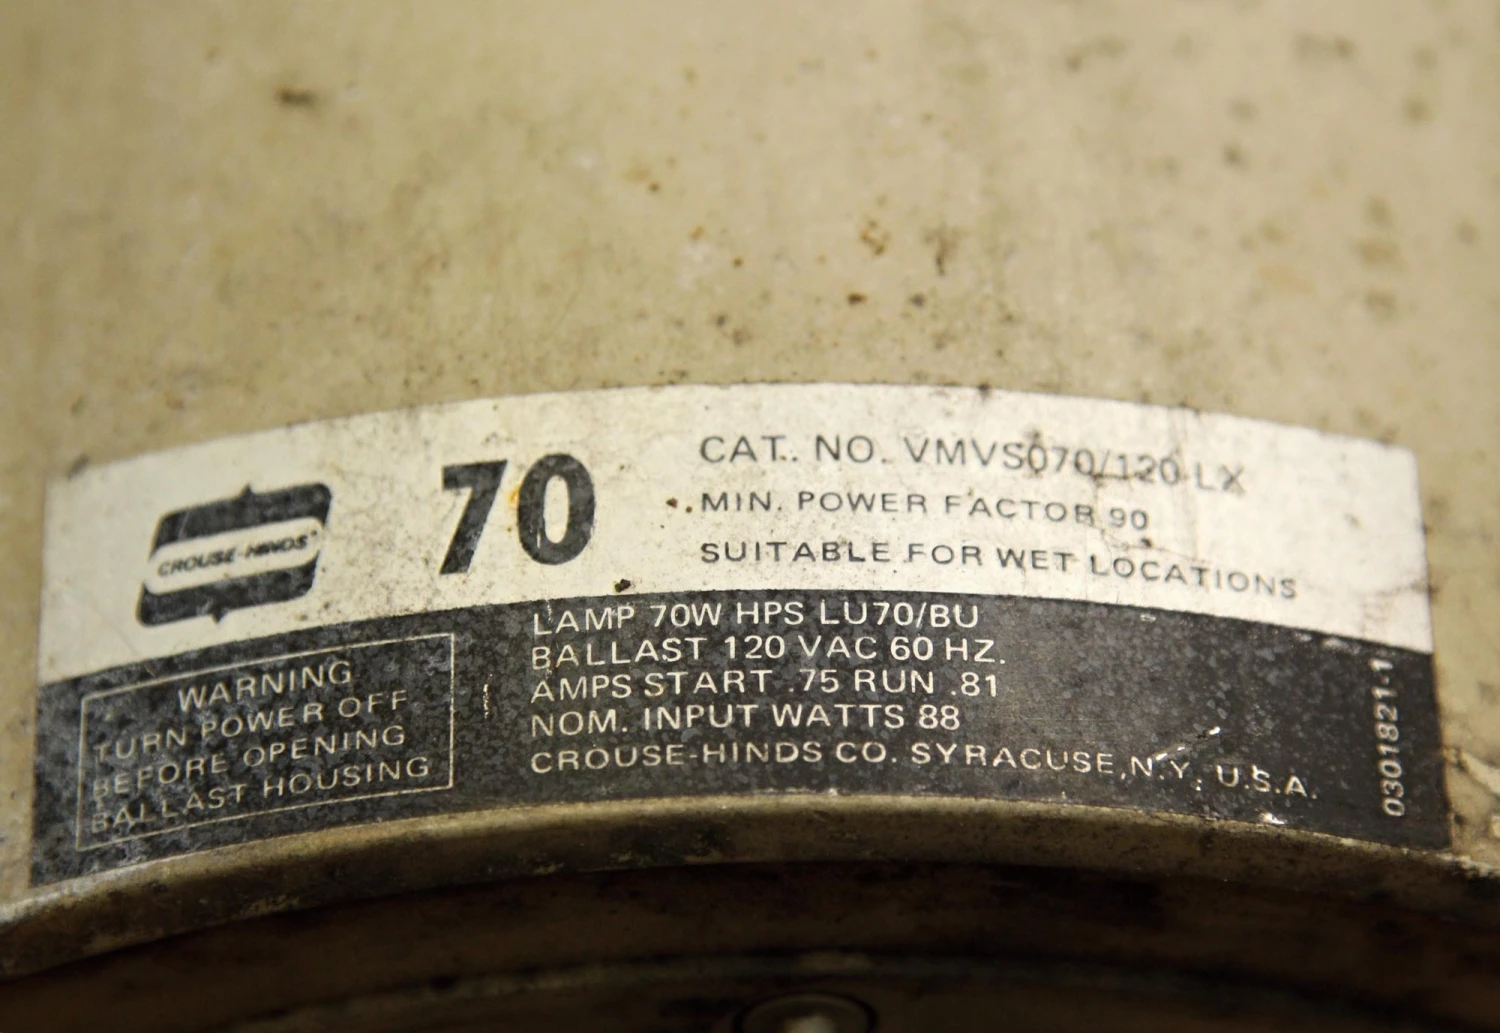 CROUSE-HINDS
70
CAT. NO. VMVS070/120 LX
MIN. POWER FACTOR 90
SUITABLE FOR WET LOCATIONS
WARNING
TURN POWER OFF
BEFORE OPENING
BALLAST HOUSING
LAMP 70W HPS LU70/BU
BALLAST 120 VAC 60 HZ.
AMPS START .75 RUN .81
NOM. INPUT WATTS 88
CROUSE-HINDS CO. SYRACUSE, N.Y. U.S.A.
0301821-1